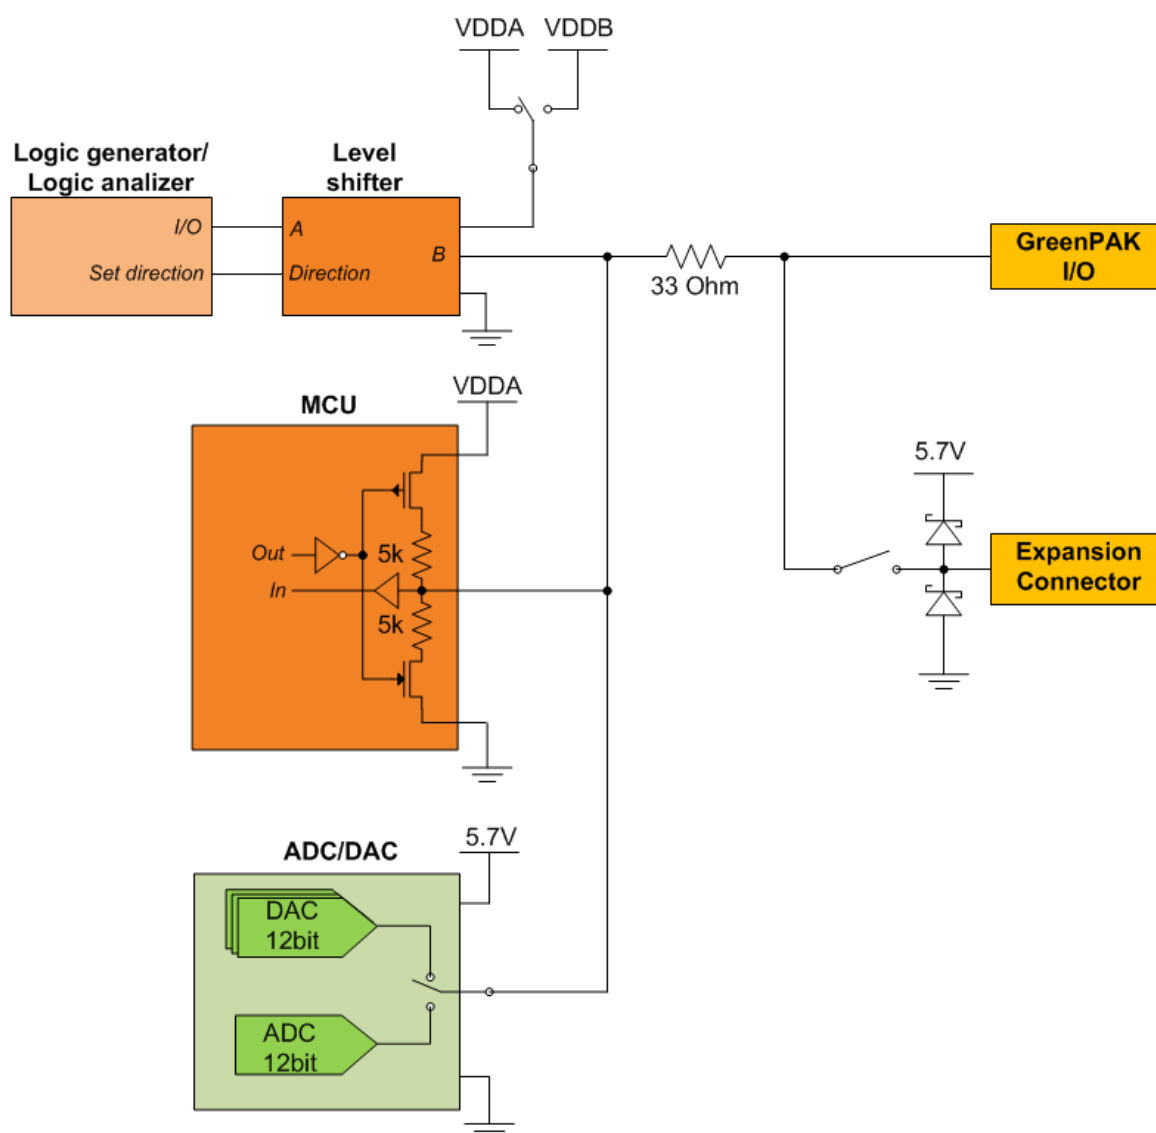 VDDA VDDB
Logic generator/
Logic analizer
Level
shifter
I/O
A
B
Set direction
Direction
33 Ohm
GreenPAK
I/O
VDDA
MCU
5.7V
Out
5k
In
5k
Expansion
Connector
5.7V
ADC/DAC
DAC
12bit
ADC
12bit